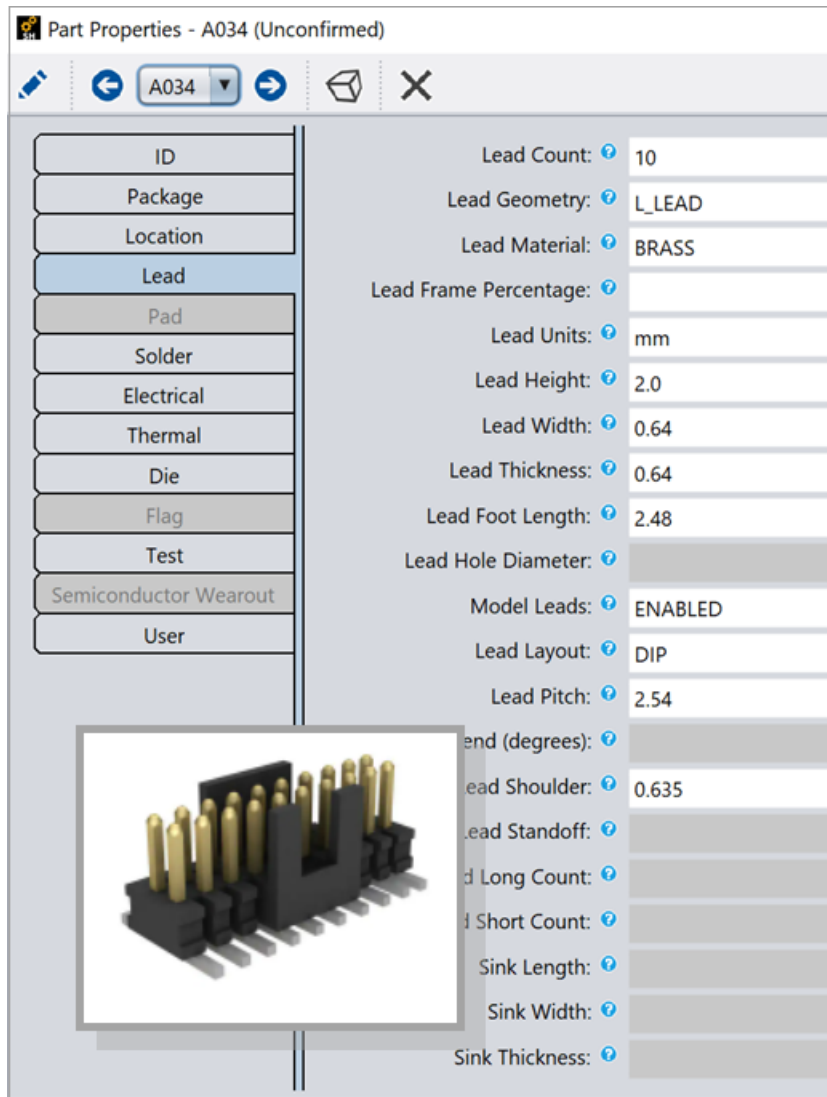 SH Part Properties - A034 (Unconfirmed)
A034
ID
Package
Location
Lead
Pad
Solder
Electrical
Thermal
Die
Flag
Test
Semiconductor Wearout
User
Lead Count: ? 10
Lead Geometry: ? L_LEAD
Lead Material: ? BRASS
Lead Frame Percentage: ?
Lead Units: ? mm
Lead Height: ? 2.0
Lead Width: ? 0.64
Lead Thickness: ? 0.64
Lead Foot Length: ? 2.48
Lead Hole Diameter: ?
Model Leads: ? ENABLED
Lead Layout: ? DIP
Lead Pitch: ? 2.54
end (degrees): ?
ead Shoulder: ? 0.635
ead Standoff: ?
d Long Count: ?
d Short Count: ?
Sink Length: ?
Sink Width: ?
Sink Thickness: ?